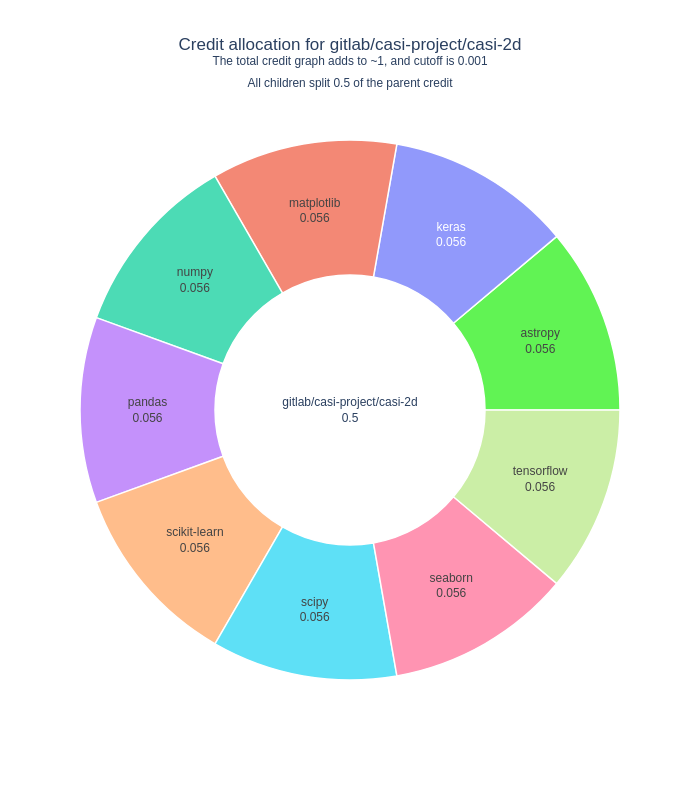 Credit allocation for gitlab/casi-project/casi-2d
The total credit graph adds to ~1, and cutoff is 0.001
All children split 0.5 of the parent credit
matplotlib
0.056
keras
0.056
numpy
0.056
astropy
0.056
pandas
0.056
gitlab/casi-project/casi-2d
0.5
tensorflow
0.056
scikit-learn
0.056
seaborn
0.056
scipy
0.056